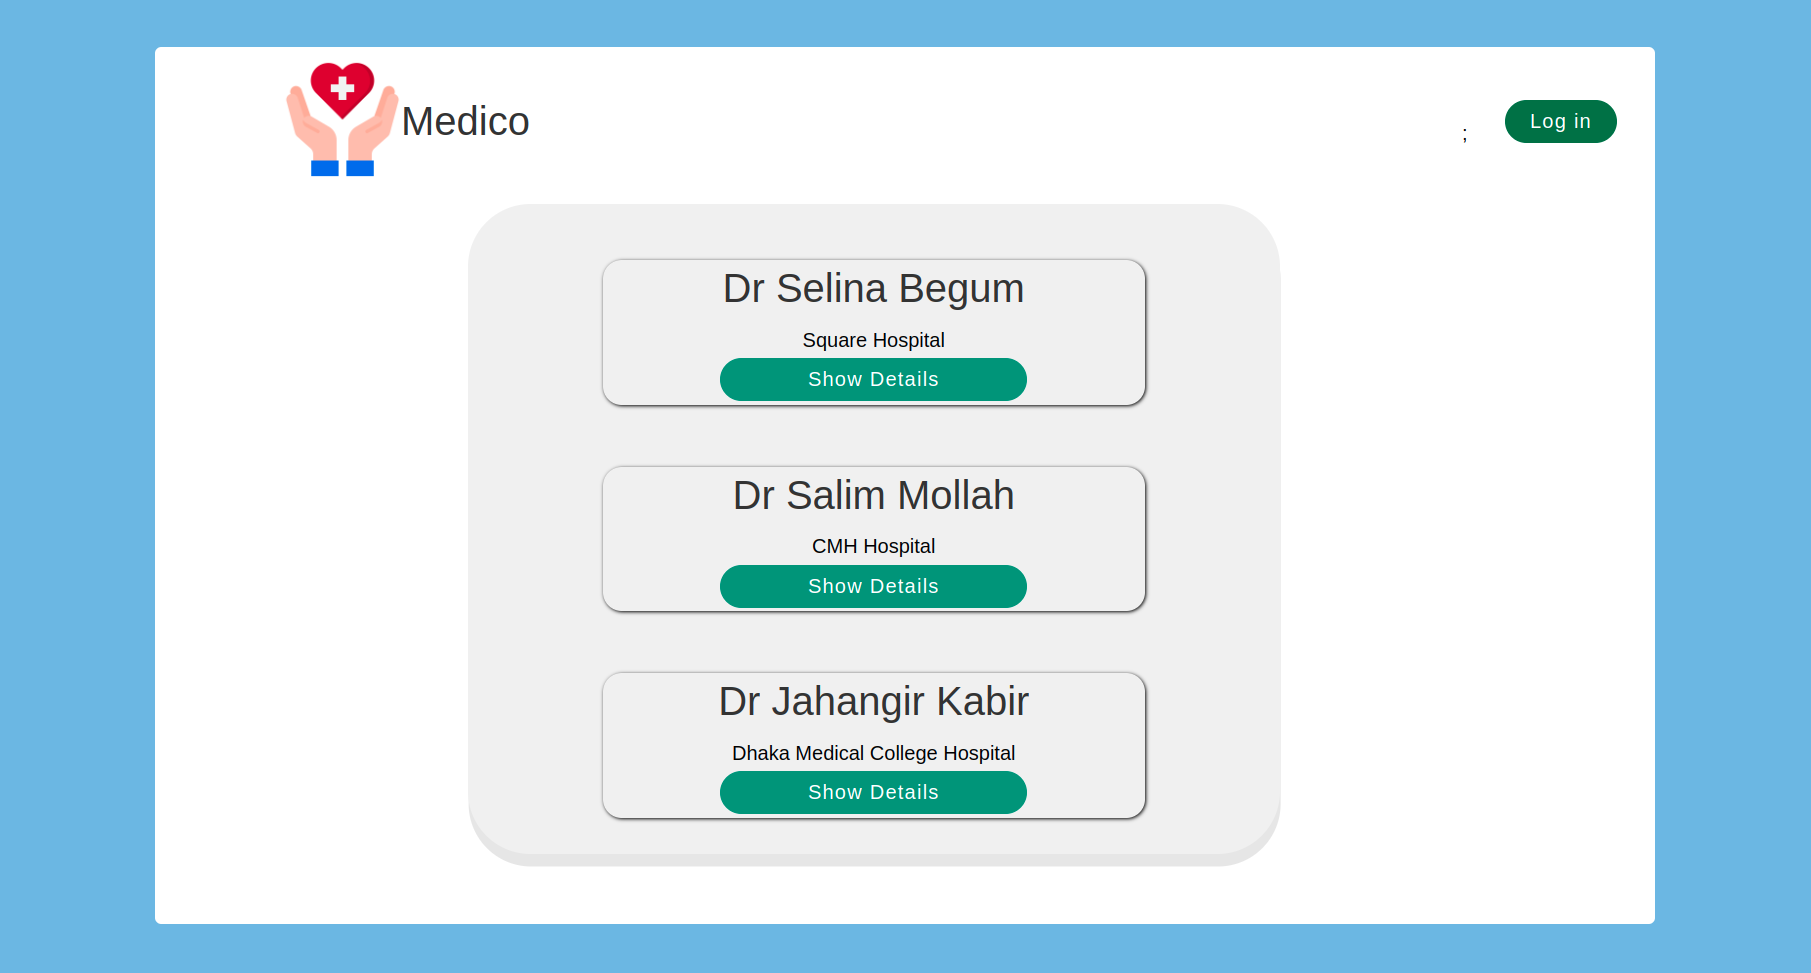 Medico
;
Log in
Dr Selina Begum
Square Hospital
Show Details
Dr Salim Mollah
CMH Hospital
Show Details
Dr Jahangir Kabir
Dhaka Medical College Hospital
Show Details